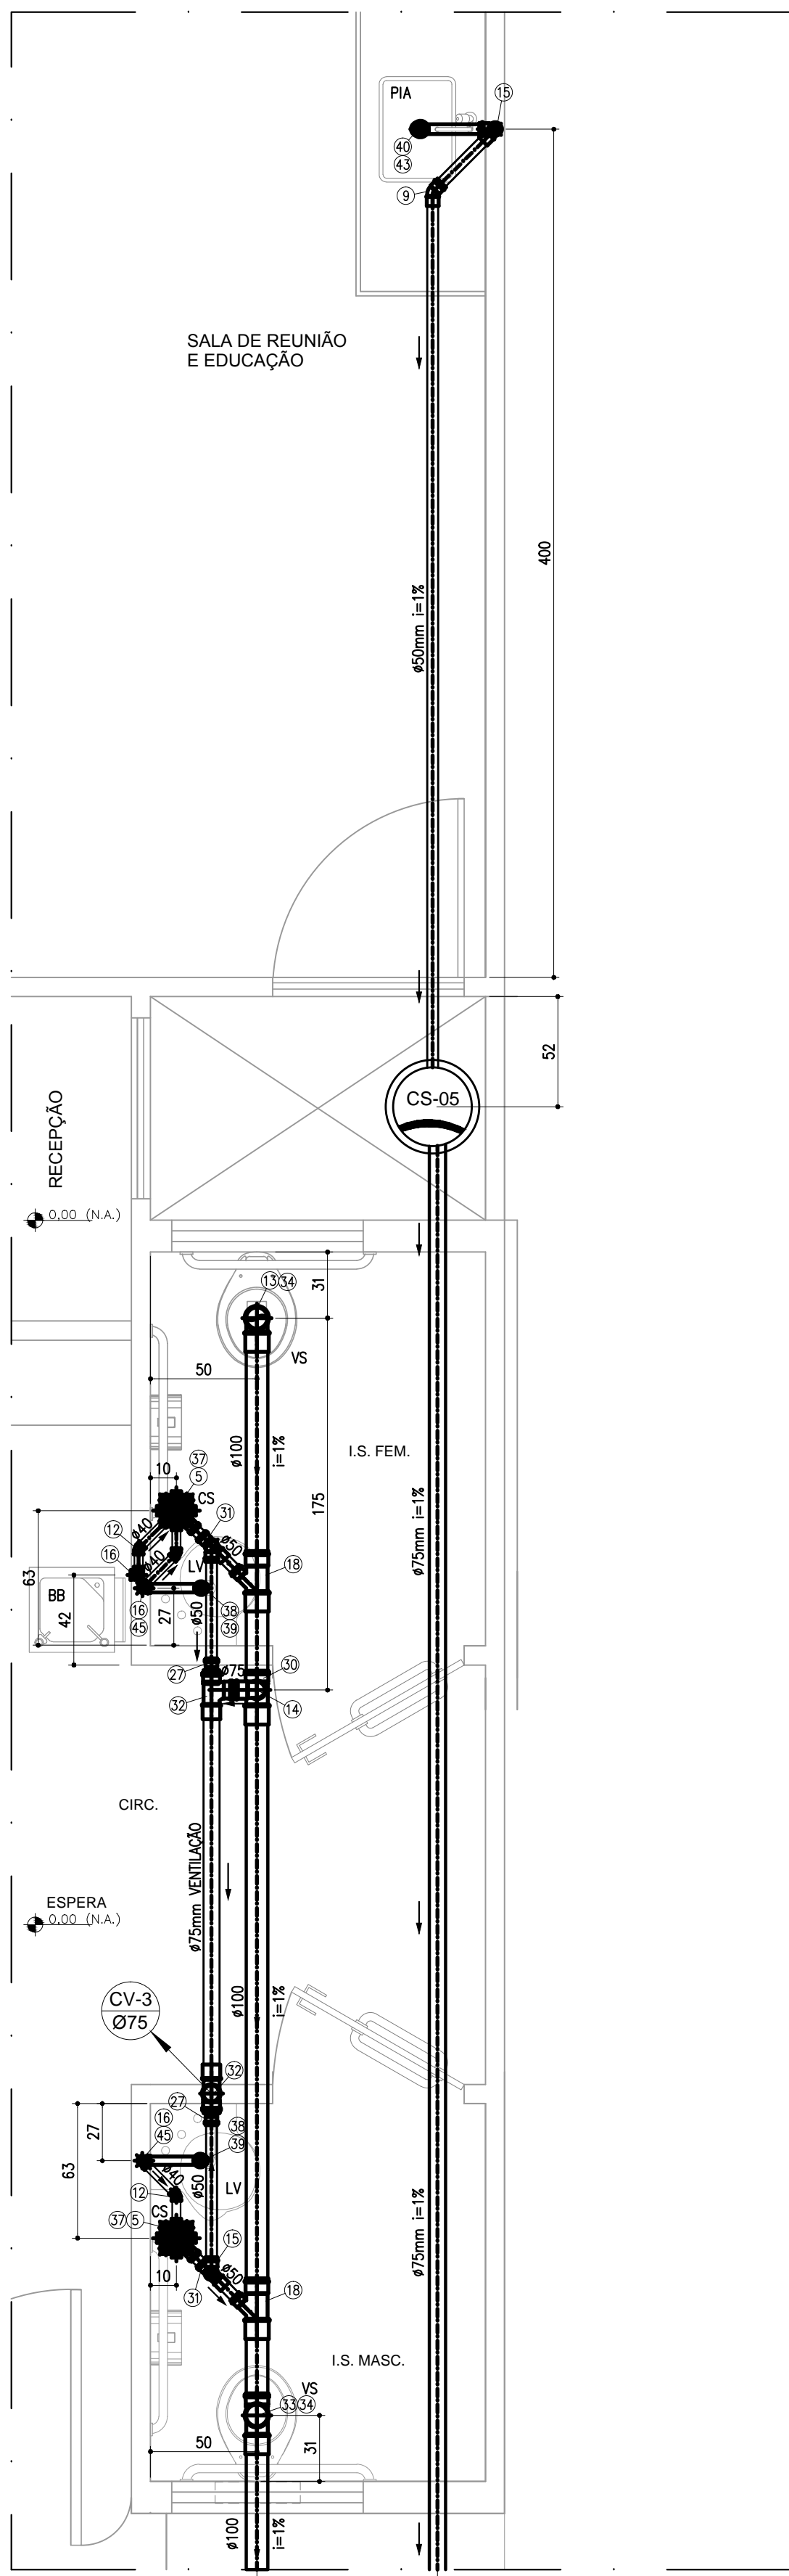 PIA
15
40
43
9
SALA DE REUNIÃO
E EDUCAÇÃO
400
ø50mm i=1%
52
CS-05
RECEPÇÃO
0,00 (N.A.)
31
13 34
VS
50
ø100
i=1%
I.S. FEM.
175
ø75mm i=1%
37
5
10
CS
31
12
ø40
ø40
ø50
18
16
LV
63
BB
42
16
45
27
ø50
38
39
27
ø75
30
32
14
CIRC.
ø75mm VENTILAÇÃO
ESPERA
0,00 (N.A.)
CV-3
Ø75
ø100
i=1%
32
27
16
45
38
39
27
63
ø40
12
ø50
LV
CS
37 5
15
ø50
31
10
18
ø75mm i=1%
I.S. MASC.
VS
33 34
50
31
ø100
i=1%